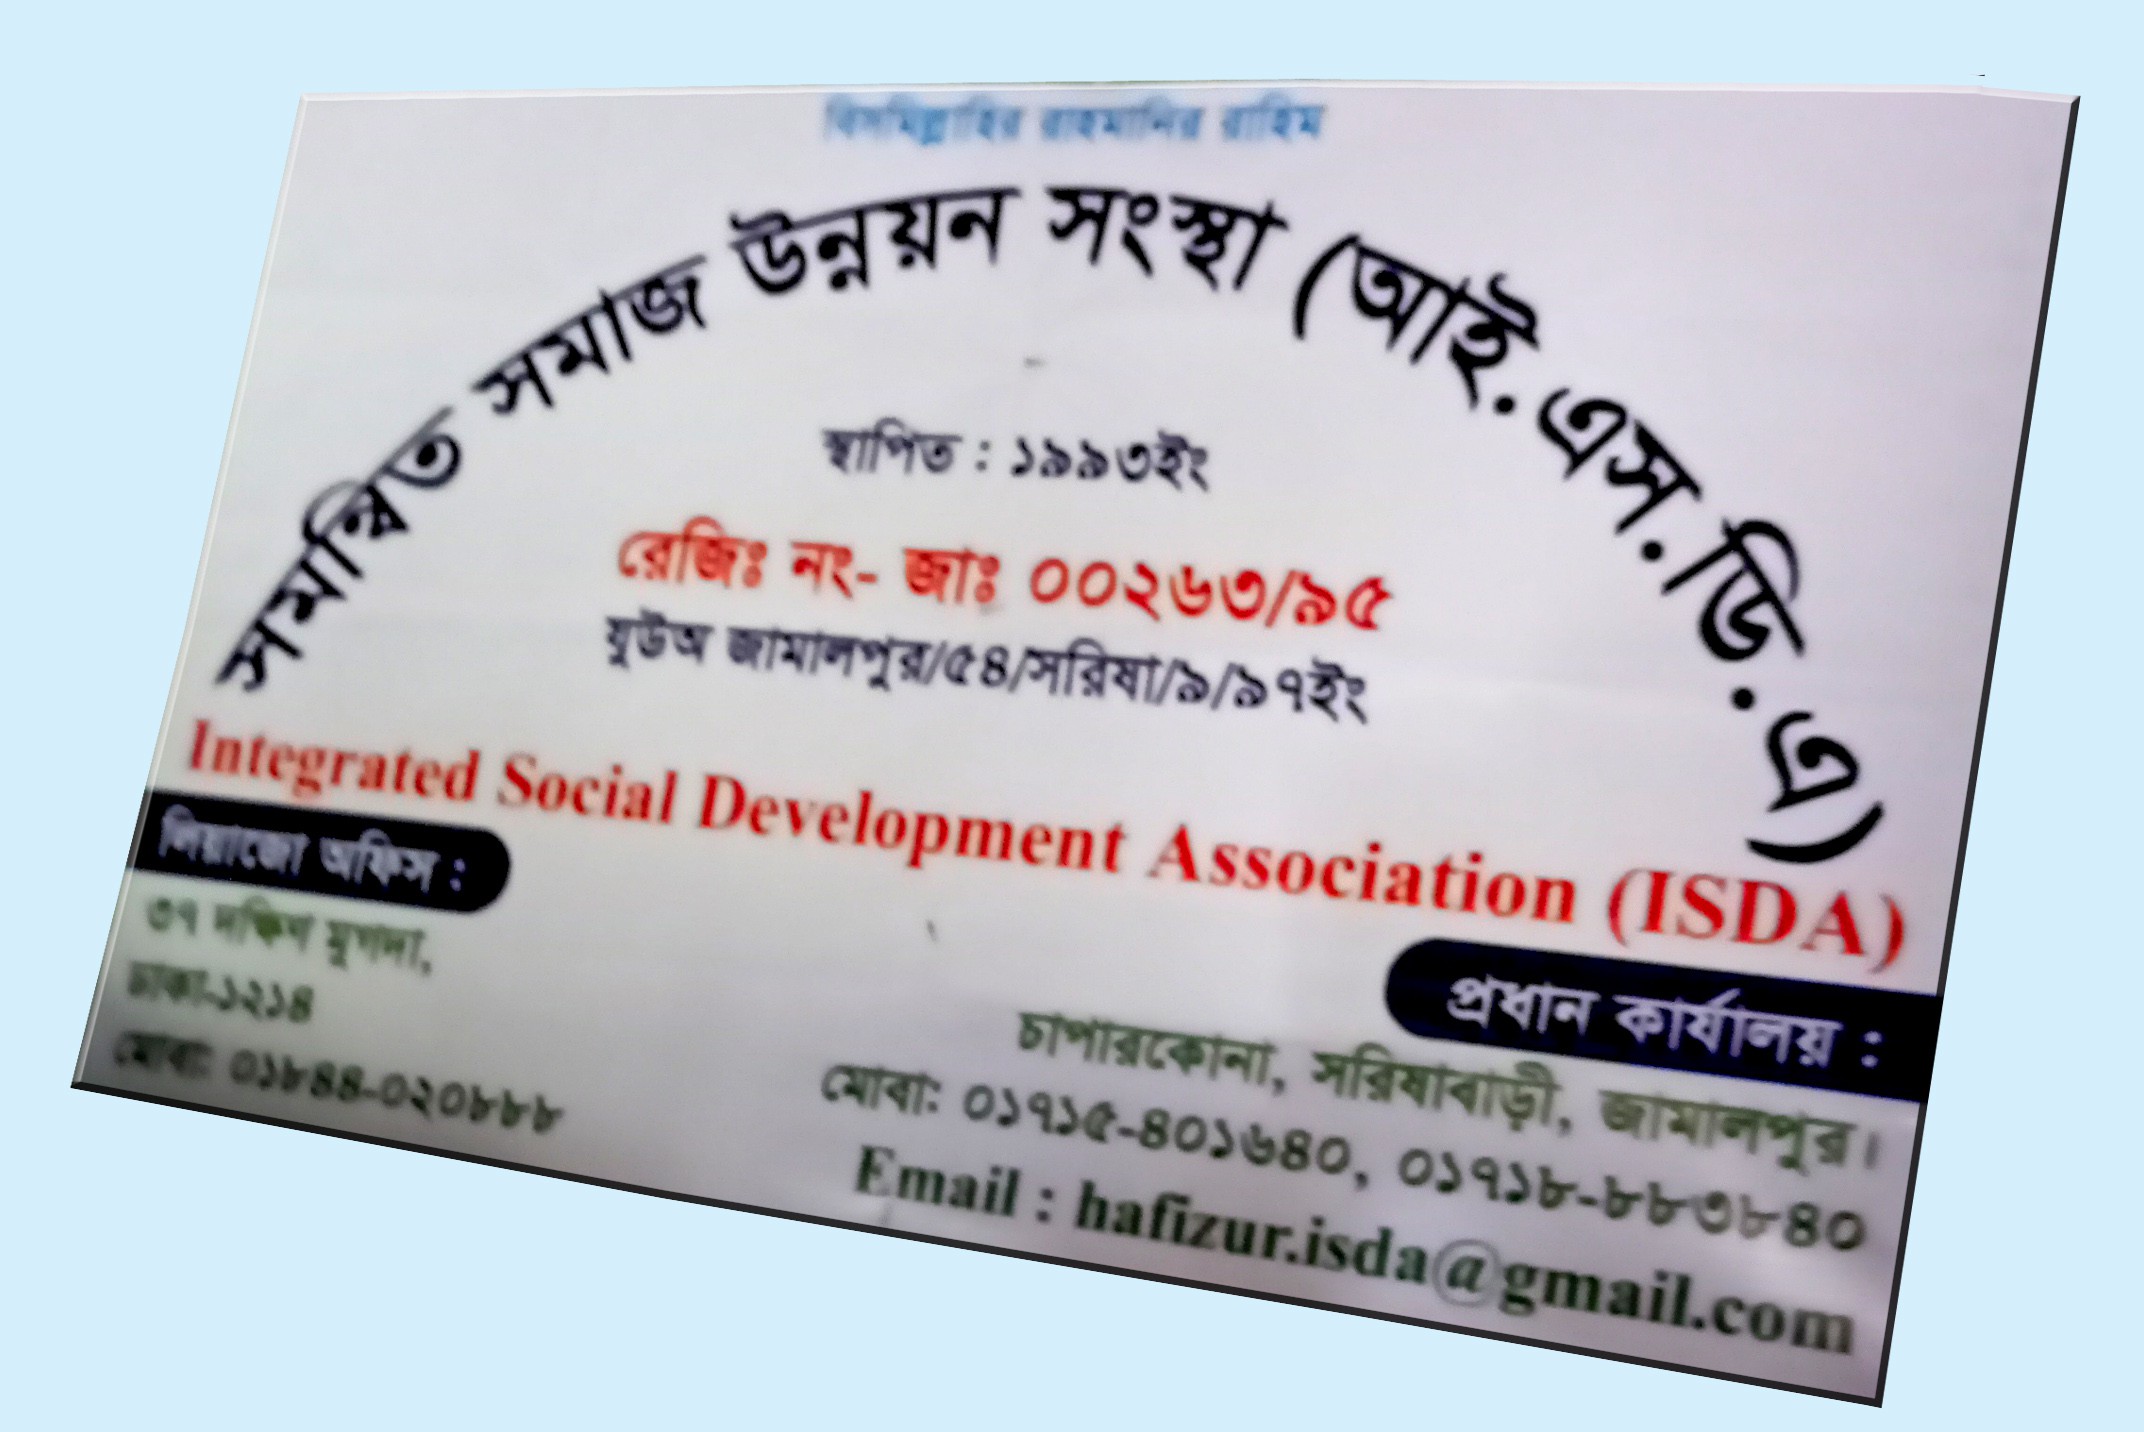 বিসমিল্লাহির রাহমানির রাহিম
সমন্বিত সমাজ উন্নয়ন সংস্থা (আই.এস.ডি.এ)
স্থাপিত : ১৯৯৩ইং
রেজিঃ নং- জাঃ ০০২৬৩/৯৫
যুউঅ জামালপুর/৫৪/সরিষা/৯/৯৭ইং
Integrated Social Development Association (ISDA)
লিয়াজো অফিস :
৩৭ দক্ষিণ মুগদা,
ঢাকা-১২১৪
মোবা: ০১৮৪৪-০২০৮৮৮
প্রধান কার্যালয় :
চাপারকোনা, সরিষাবাড়ী, জামালপুর।
মোবা: ০১৭১৫-৪০১৬৪০, ০১৭১৮-৮৮৩৮৪০
Email : hafizur.isda@gmail.com